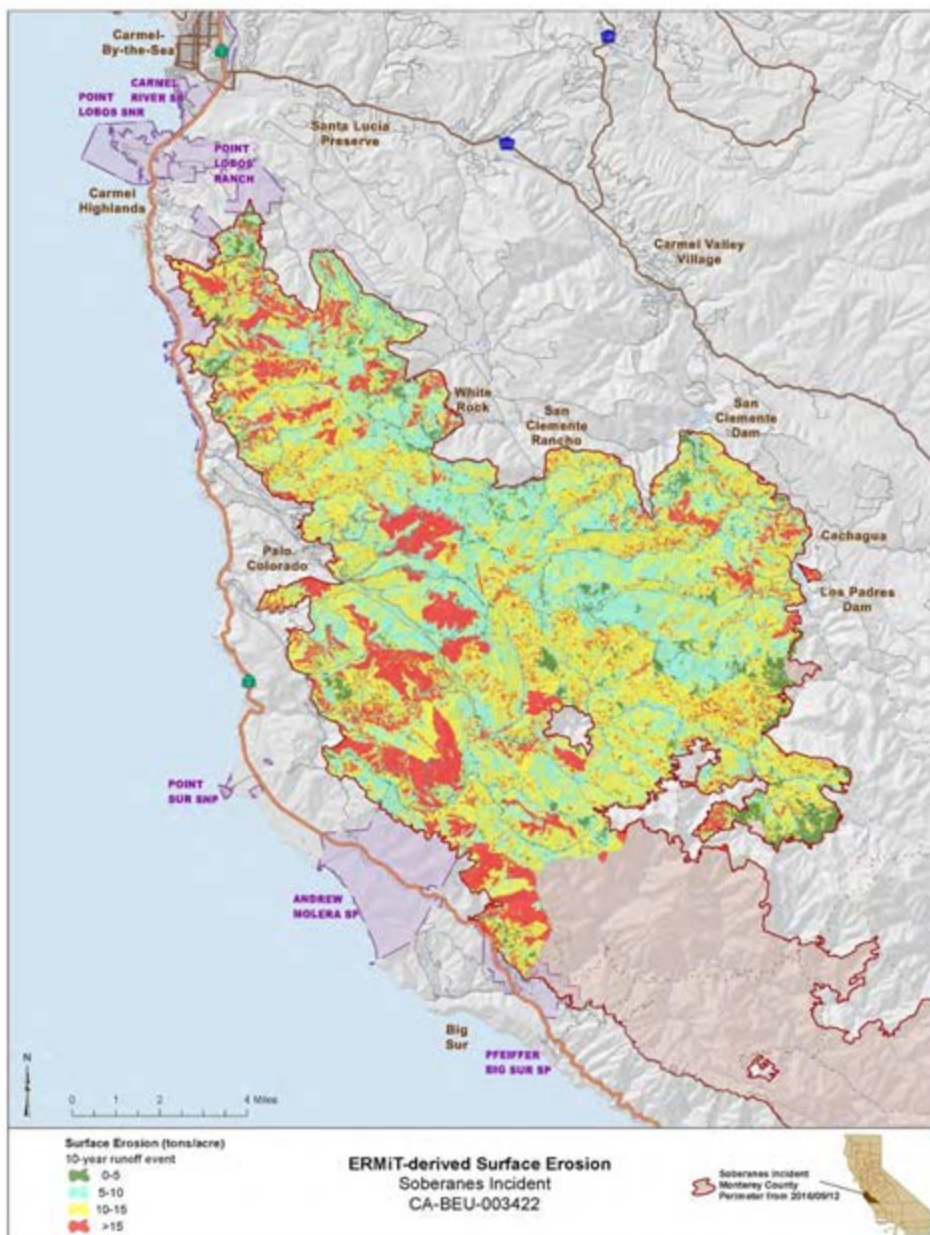 Carmel-
By-the-Sea
CARMEL
RIVER SB
POINT
LOBOS SNR
POINT
LOBOS
RANCH
Santa Lucia
Preserve
Carmel
Highlands
Carmel Valley
Village
White
Rock
San
Clemente
Rancho
San
Clemente
Dam
Cachagua
Palo
Colorado
Los Padres
Dam
POINT
SUR SHP
ANDREW
MOLERA SP
Big
Sur
PFEIFFER
BIG SUR SP
N
0 1 2 4 Miles
Surface Erosion (tons/acre)
10-year runoff event
0-5
5-10
10-15
>15
ERMiT-derived Surface Erosion
Soberanes Incident
CA-BEU-003422
Soberanes Incident
Monterey County
Perimeter from 2016/09/12